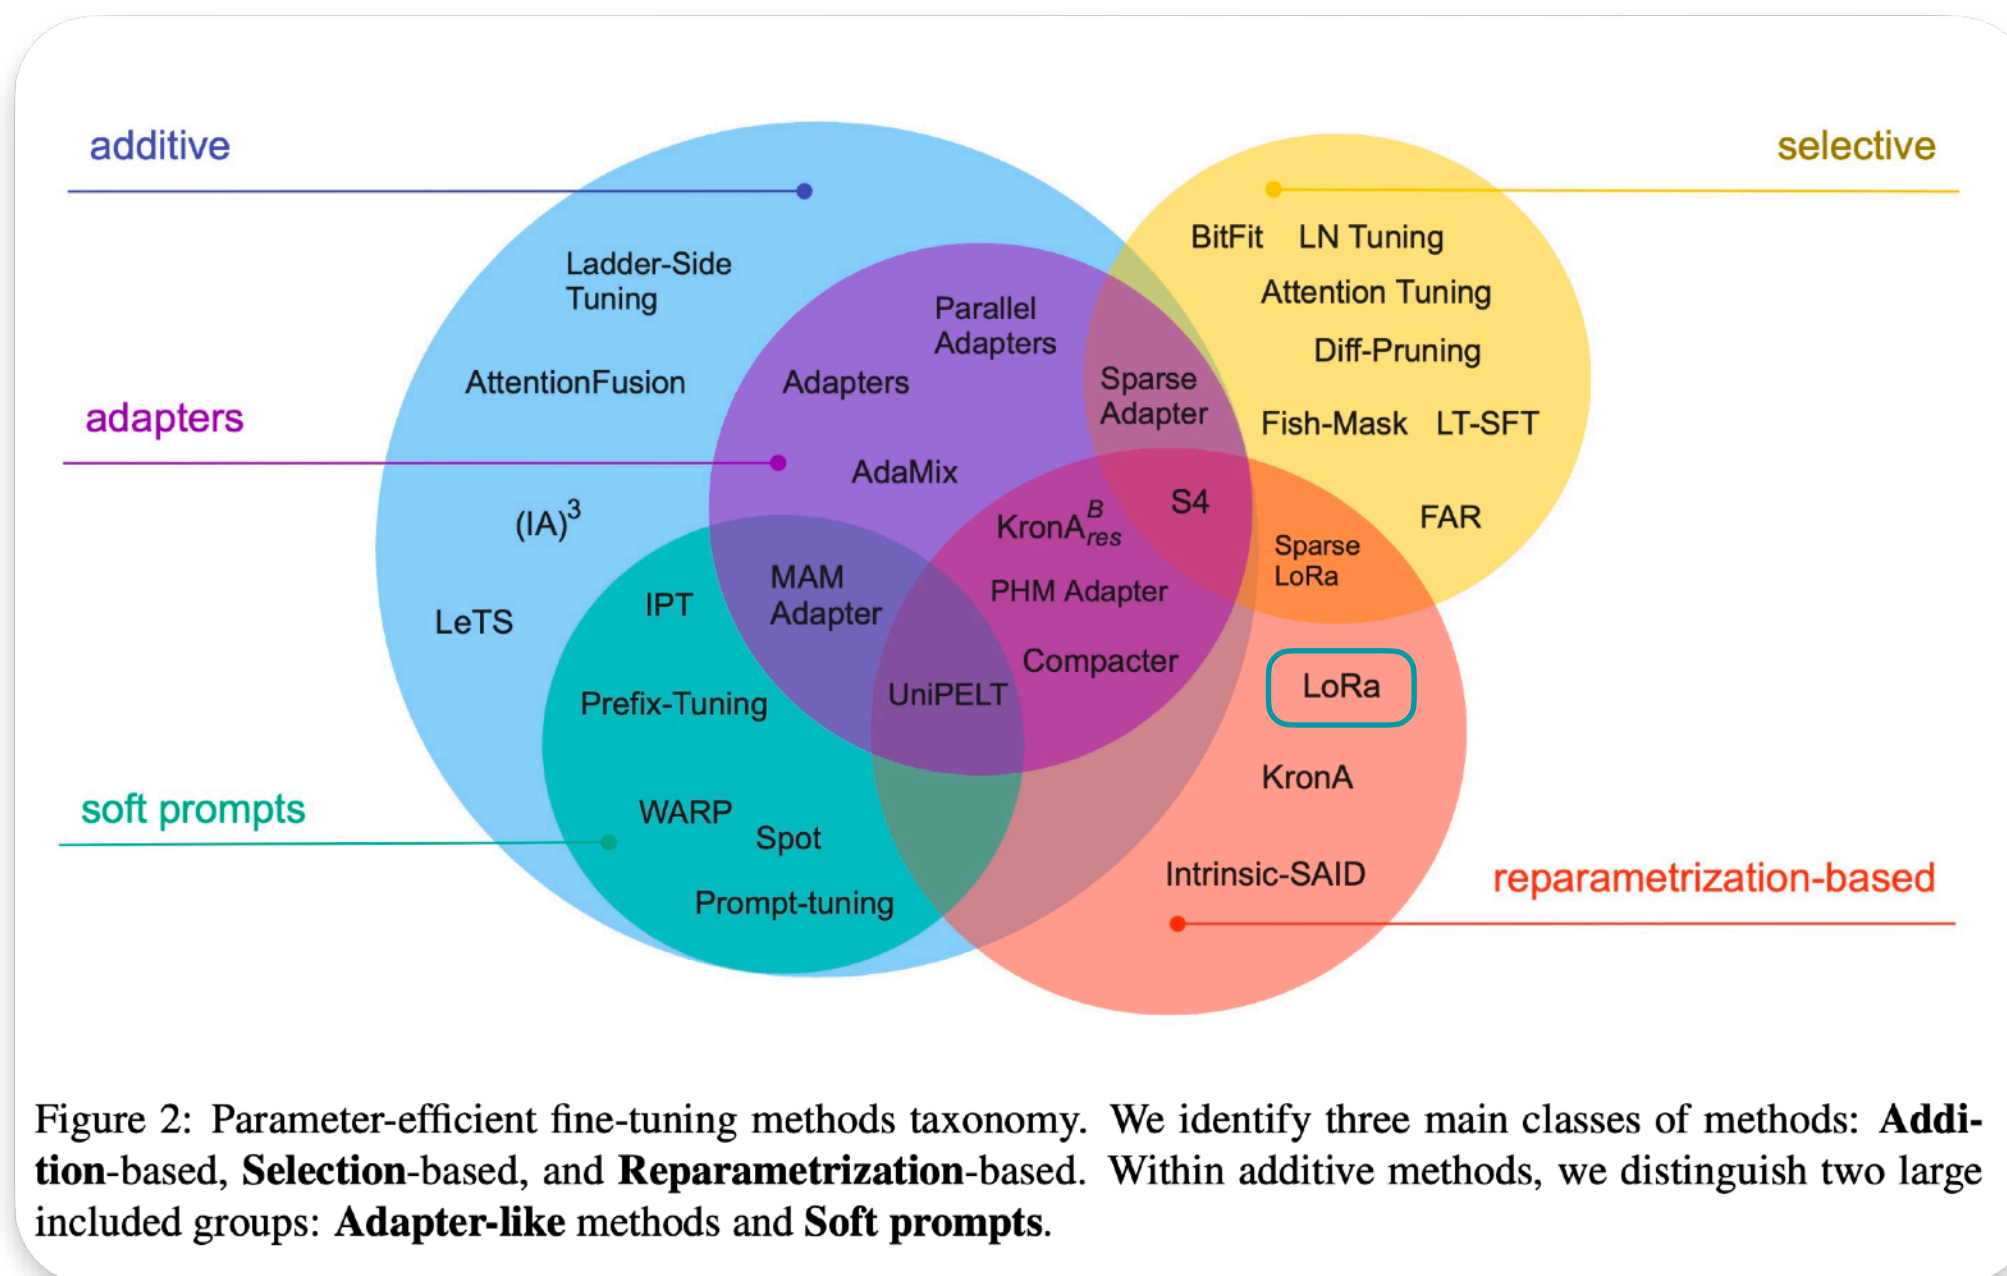 additive
selective
BitFit LN Tuning
Ladder-Side
Tuning
Attention Tuning
Parallel
Adapters
Diff-Pruning
AttentionFusion
Adapters
Sparse
Adapter
adapters
Fish-Mask LT-SFT
AdaMix
(IA)³
KronA^B_res
S4
FAR
Sparse
LoRa
MAM
Adapter
IPT
PHM Adapter
LeTS
Compacter
LoRa
UniPELT
Prefix-Tuning
KronA
soft prompts
WARP
Spot
Intrinsic-SAID
reparametrization-based
Prompt-tuning
Figure 2: Parameter-efficient fine-tuning methods taxonomy. We identify three main classes of methods: Addi-
tion-based, Selection-based, and Reparametrization-based. Within additive methods, we distinguish two large
included groups: Adapter-like methods and Soft prompts.